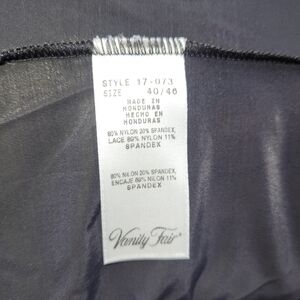 STYLE 17-073
SIZE 40/46
MADE IN
HONDURAS
HECHO EN
HONDURAS
80% NYLON 20% SPANDEX,
LACE 89% NYLON 11%
SPANDEX
80% NILON 20% SPANDEX,
ENCAJE 89% NILON 11%
SPANDEX
Vanity Fair®